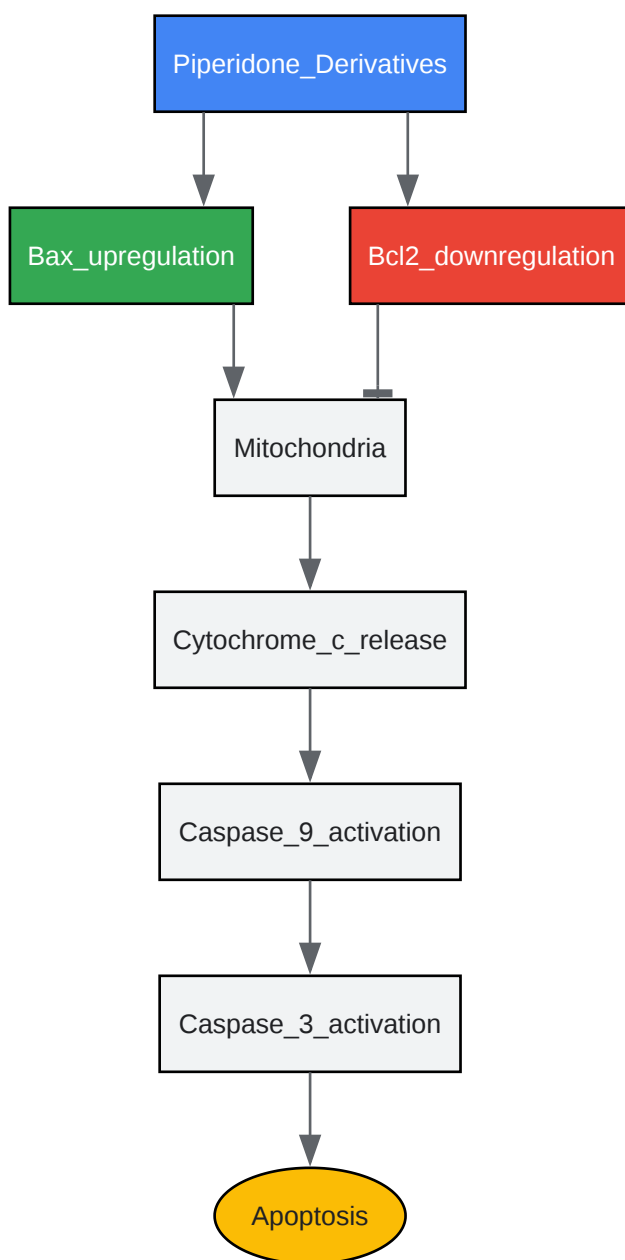 Piperidone_Derivatives
Bax_upregulation
Bcl2_downregulation
Mitochondria
Cytochrome_c_release
Caspase_9_activation
Caspase_3_activation
Apoptosis